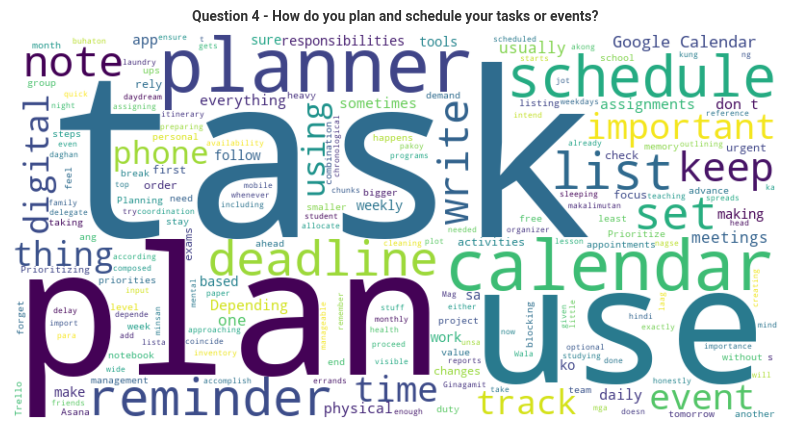 Question 4 - How do you plan and schedule your tasks or events?
month buhaton ensure t gets app sure responsibilities tools scheduled usually akong kung ng Google Calendar
note laundry ups planner demand starts school
group rely everything heavy sometimes schedule
quick daydream itinerary listing jot weekdays assignments don t reference
night assigning preparing intend important
digital steps even phone personal availability using combination chronological write already memory outlining urgent
daghan task happens pakoy programs list check keep
feel break first follow chunks bigger sleeping focus teaching advance ka
top order mobile smaller weekly makalimutan spreads
family delegate Planning need whenever student free organizer least set making
taking try coordination stay including allocate needed Prioritize head
thing ang exams ahead cleaning plot activities lesson appointments magse meetings
Prioritizing according deadline calendar
composed priorities mental based manageable remember stuff Mag sa either
forget delay input level Depending paper monthly project now blocking given little laag creating mind
import depende one health use optional hindi exactly
para add week minsan approaching coincide proceed work unsa studying done importance
plan notebook lista inventory visible value changes Wala without s
wide end reports ko will
Trello make management accomplish errands Ginagamit take team daily honestly
friends Asana reminder time physical enough duty track doesn mga event tomorrow another